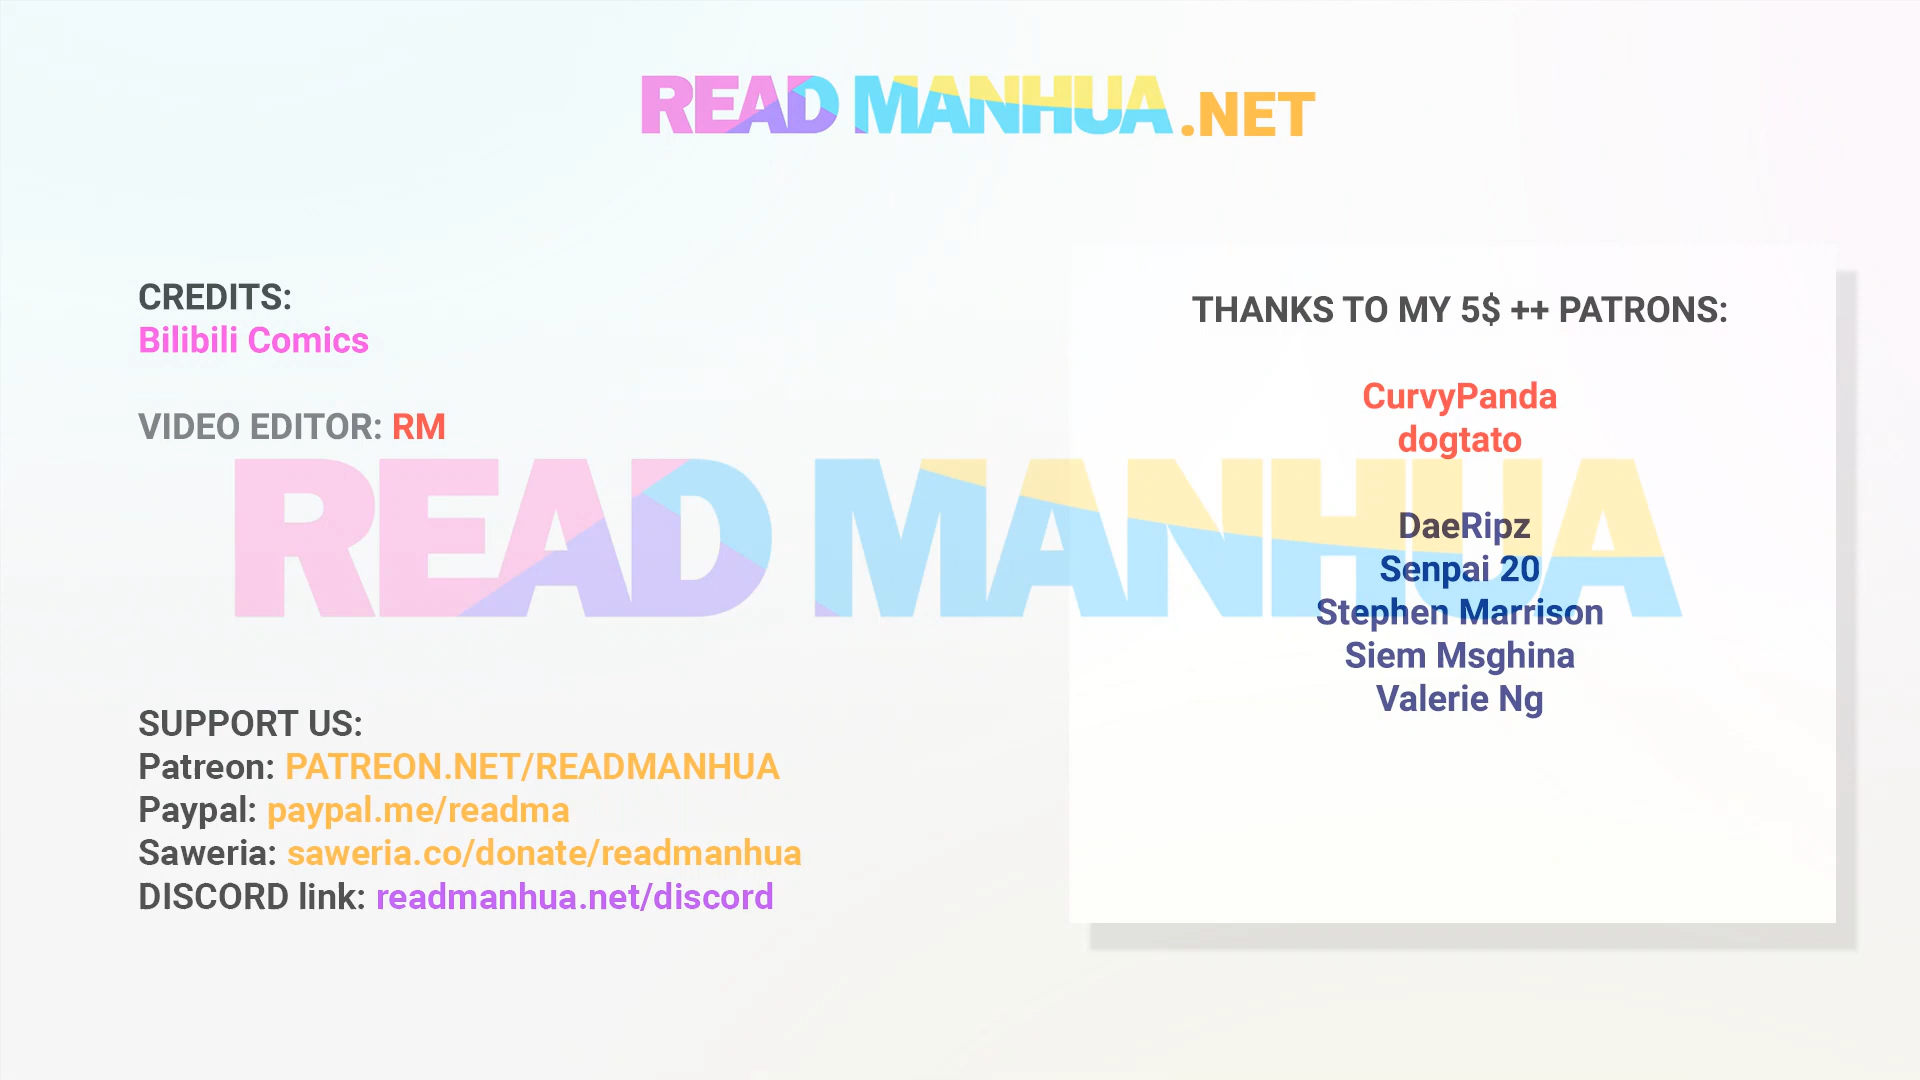 READ MANHUA.NET
CREDITS:
Bilibili Comics
VIDEO EDITOR: RM
READ MANHUA
SUPPORT US:
Patreon: PATREON.NET/READMANHUA
Paypal: paypal.me/readma
Saweria: saweria.co/donate/readmanhua
DISCORD link: readmanhua.net/discord
THANKS TO MY 5$ ++ PATRONS:
CurvyPanda
dogtato
DaeRipz
Senpai 20
Stephen Marrison
Siem Msghina
Valerie Ng